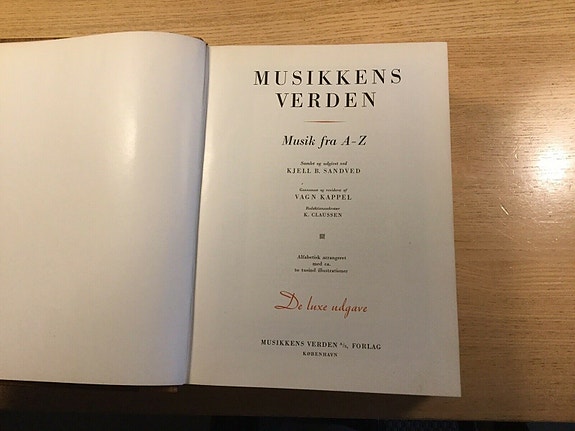 MUSIKKENS
VERDEN
Musik fra A-Z
Samlet og udgivet ved
KJELL B. SANDVED
Gennemset og revideret af
VAGN KAPPEL
Redaktionssekretær
K. CLAUSSEN
Alfabetisk arrangeret
med ca.
to tusind illustrationer
De luxe udgave
MUSIKKENS VERDEN A/S, FORLAG
KØBENHAVN